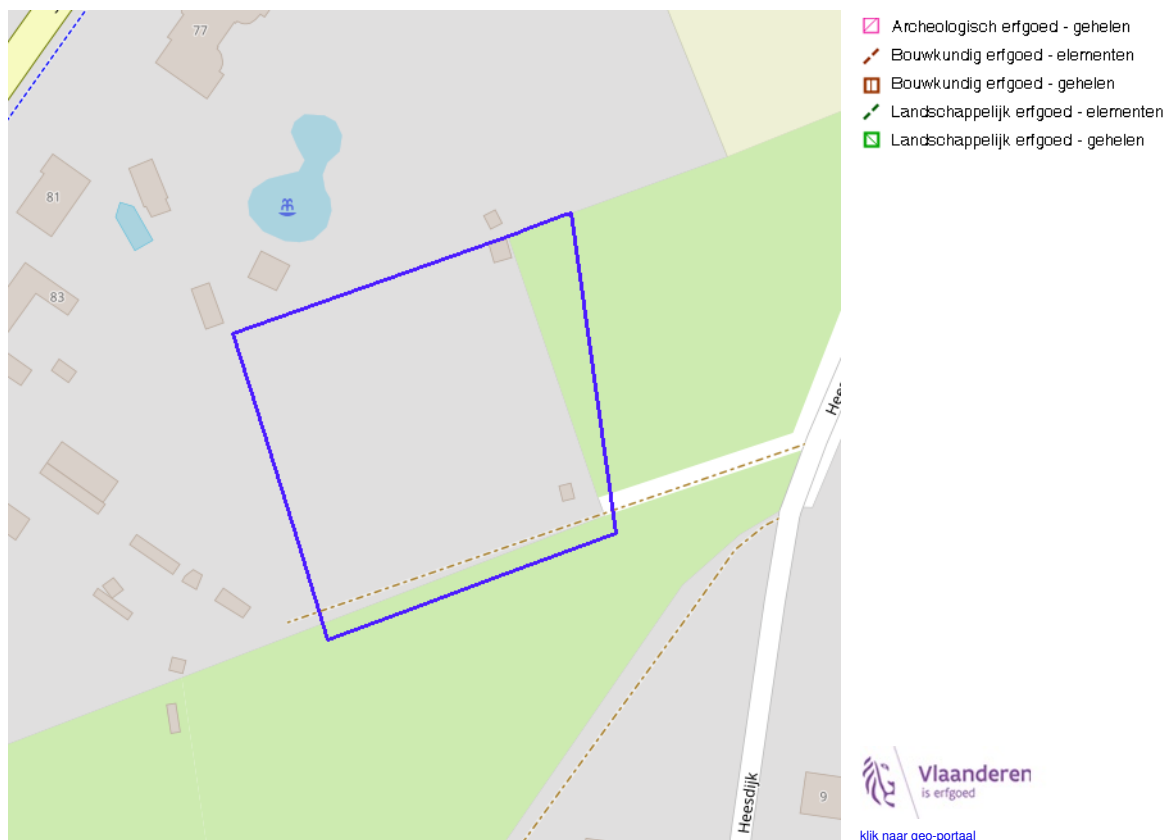 77
81
83
Heesdijk
9
Archeologisch erfgoed - gehelen
Bouwkundig erfgoed - elementen
Bouwkundig erfgoed - gehelen
Landschappelijk erfgoed - elementen
Landschappelijk erfgoed - gehelen
Vlaanderen
is erfgoed
klik naar geo-portaal